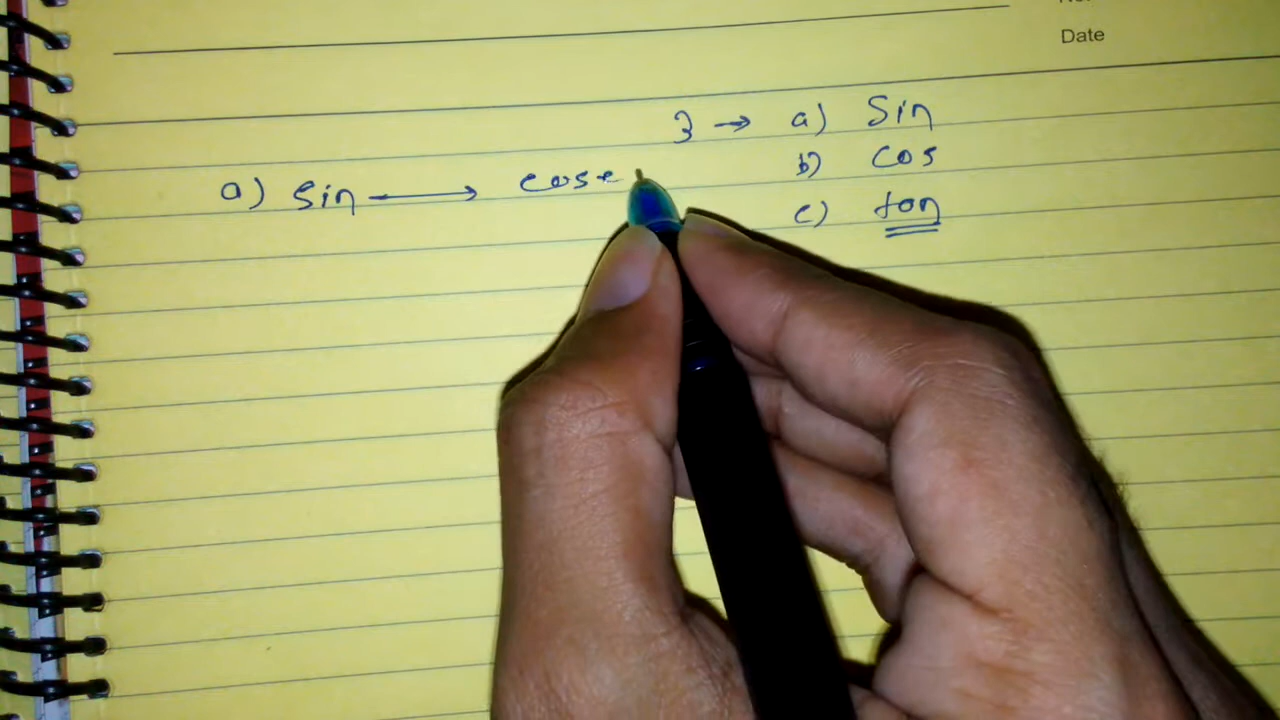 Date
3 → a) Sin
b) cos
a) sin → cose
c) tan